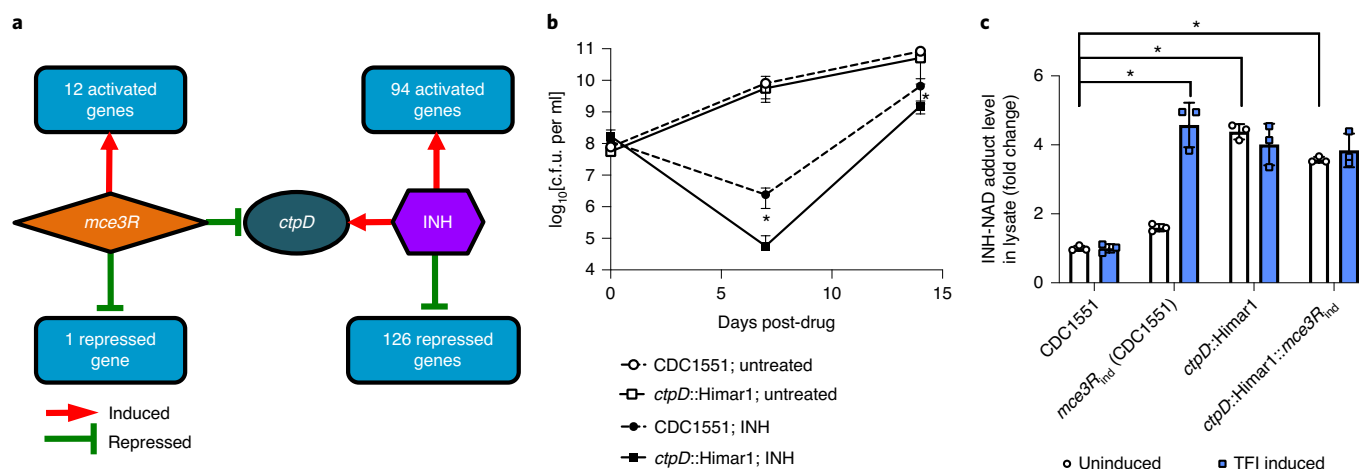 a
12 activated
genes
94 activated
genes
mce3R
ctpD
INH
1 repressed
gene
126 repressed
genes
Induced
Repressed
b
log10[c.f.u. per ml]
11
10
9
8
7
6
5
4
0
5
10
15
*
*
Days post-drug
CDC1551; untreated
ctpD::Himar1; untreated
CDC1551; INH
ctpD::Himar1; INH
c
INH-NAD adduct level
in lysate (fold change)
6
4
2
0
*
*
*
CDC1551
mce3Rind (CDC1551)
ctpD::Himar1
ctpD::Himar1::mce3Rind
Uninduced
TFI induced